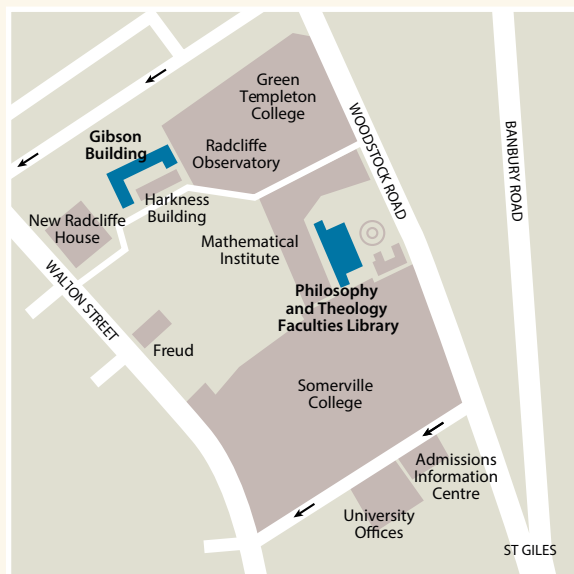 Green
Templeton
College
WOODSTOCK ROAD
BANBURY ROAD
Gibson
Building
Radcliffe
Observatory
Harkness
Building
New Radcliffe
House
Mathematical
Institute
WALTON STREET
Philosophy
and Theology
Faculties Library
Freud
Somerville
College
Admissions
Information
Centre
University
Offices
ST GILES